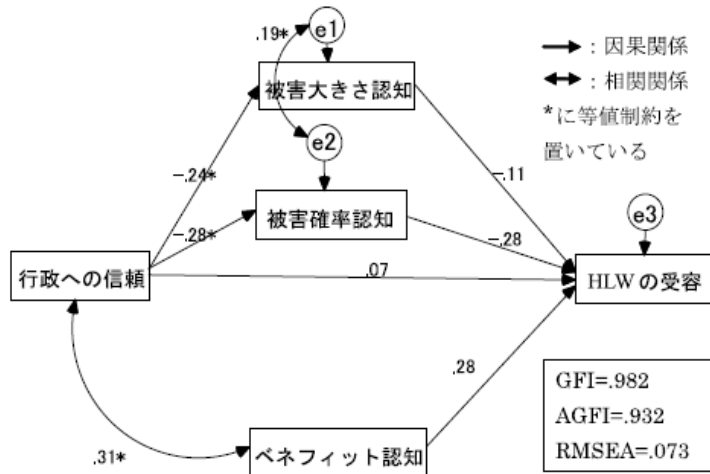 .19*
e1
被害大きさ認知
e2
-.24*
被害確率認知
-.28*
行政への信頼
.07
-.11
-.28
e3
HLWの受容
.28
.31*
ベネフィット認知
→：因果関係
↔：相関関係
*に等値制約を
置いている
GFI=.982
AGFI=.932
RMSEA=.073